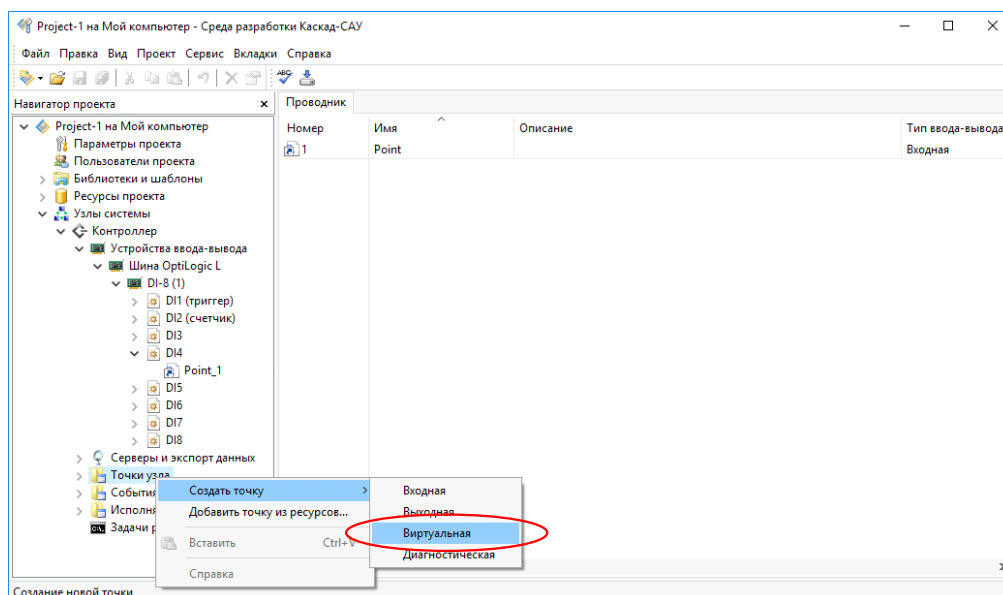 Project-1 на Мой компьютер - Среда разработки Каскад-САУ
Файл Правка Вид Проект Сервис Вкладки Справка
ABC
Навигатор проекта x
Проводник
Project-1 на Мой компьютер
Параметры проекта
Пользователи проекта
Библиотеки и шаблоны
Ресурсы проекта
Узлы системы
Контроллер
Устройства ввода-вывода
Шина OptiLogic L
DI-8 (1)
DI1 (триггер)
DI2 (счетчик)
DI3
DI4
Point_1
DI5
DI6
DI7
DI8
Серверы и экспорт данных
Точки узла
События
Исполня
Задачи р
Номер Имя Описание Тип ввода-вывода
1 Point Входная
Создать точку
Добавить точку из ресурсов...
Вставить Ctrl+V
Справка
Входная
Выходная
Виртуальная
Диагностическая
Создание новой точки